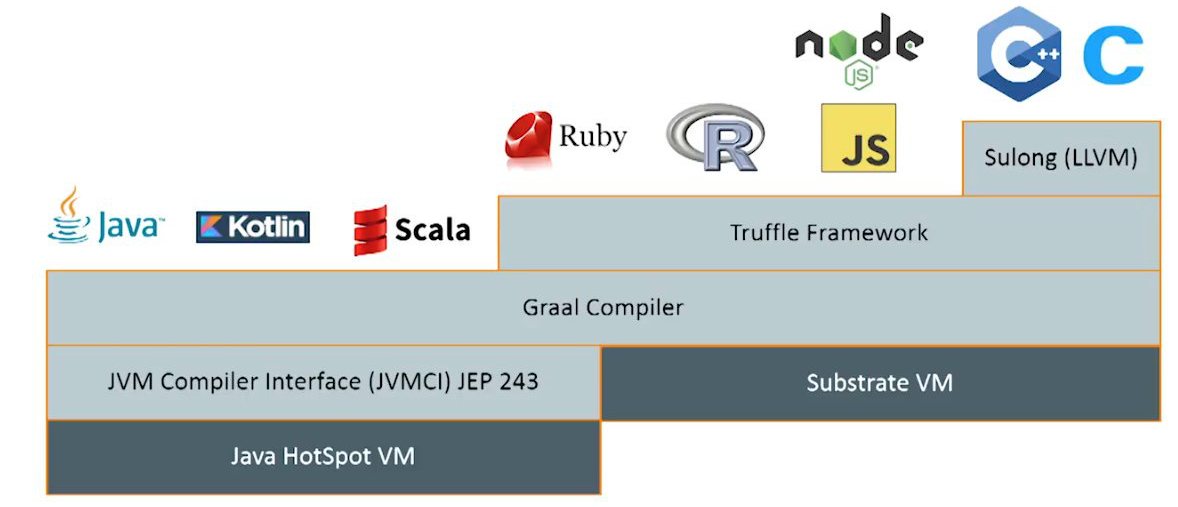 node
JS
C++
C
Ruby
R
JS
Sulong (LLVM)
Java™
Kotlin
Scala
Truffle Framework
Graal Compiler
JVM Compiler Interface (JVMCI) JEP 243
Substrate VM
Java HotSpot VM